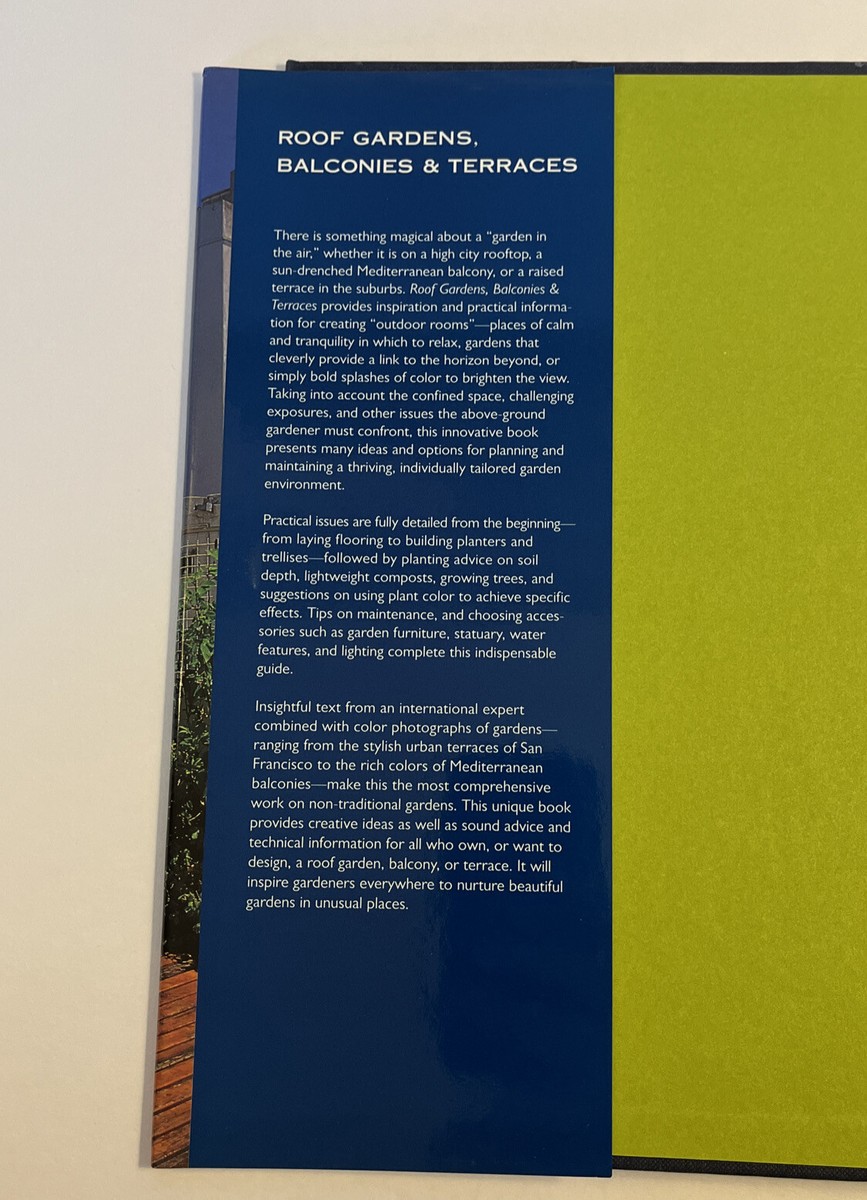 ROOF GARDENS,
BALCONIES & TERRACES
There is something magical about a “garden in
the air,” whether it is on a high city rooftop, a
sun-drenched Mediterranean balcony, or a raised
terrace in the suburbs. Roof Gardens, Balconies &
Terraces provides inspiration and practical informa-
tion for creating “outdoor rooms”—places of calm
and tranquility in which to relax, gardens that
cleverly provide a link to the horizon beyond, or
simply bold splashes of color to brighten the view.
Taking into account the confined space, challenging
exposures, and other issues the above-ground
gardener must confront, this innovative book
presents many ideas and options for planning and
maintaining a thriving, individually tailored garden
environment.
Practical issues are fully detailed from the beginning—
from laying flooring to building planters and
trellises—followed by planting advice on soil
depth, lightweight composts, growing trees, and
suggestions on using plant color to achieve specific
effects. Tips on maintenance, and choosing acces-
sories such as garden furniture, statuary, water
features, and lighting complete this indispensable
guide.
Insightful text from an international expert
combined with color photographs of gardens—
ranging from the stylish urban terraces of San
Francisco to the rich colors of Mediterranean
balconies—make this the most comprehensive
work on non-traditional gardens. This unique book
provides creative ideas as well as sound advice and
technical information for all who own, or want to
design, a roof garden, balcony, or terrace. It will
inspire gardeners everywhere to nurture beautiful
gardens in unusual places.